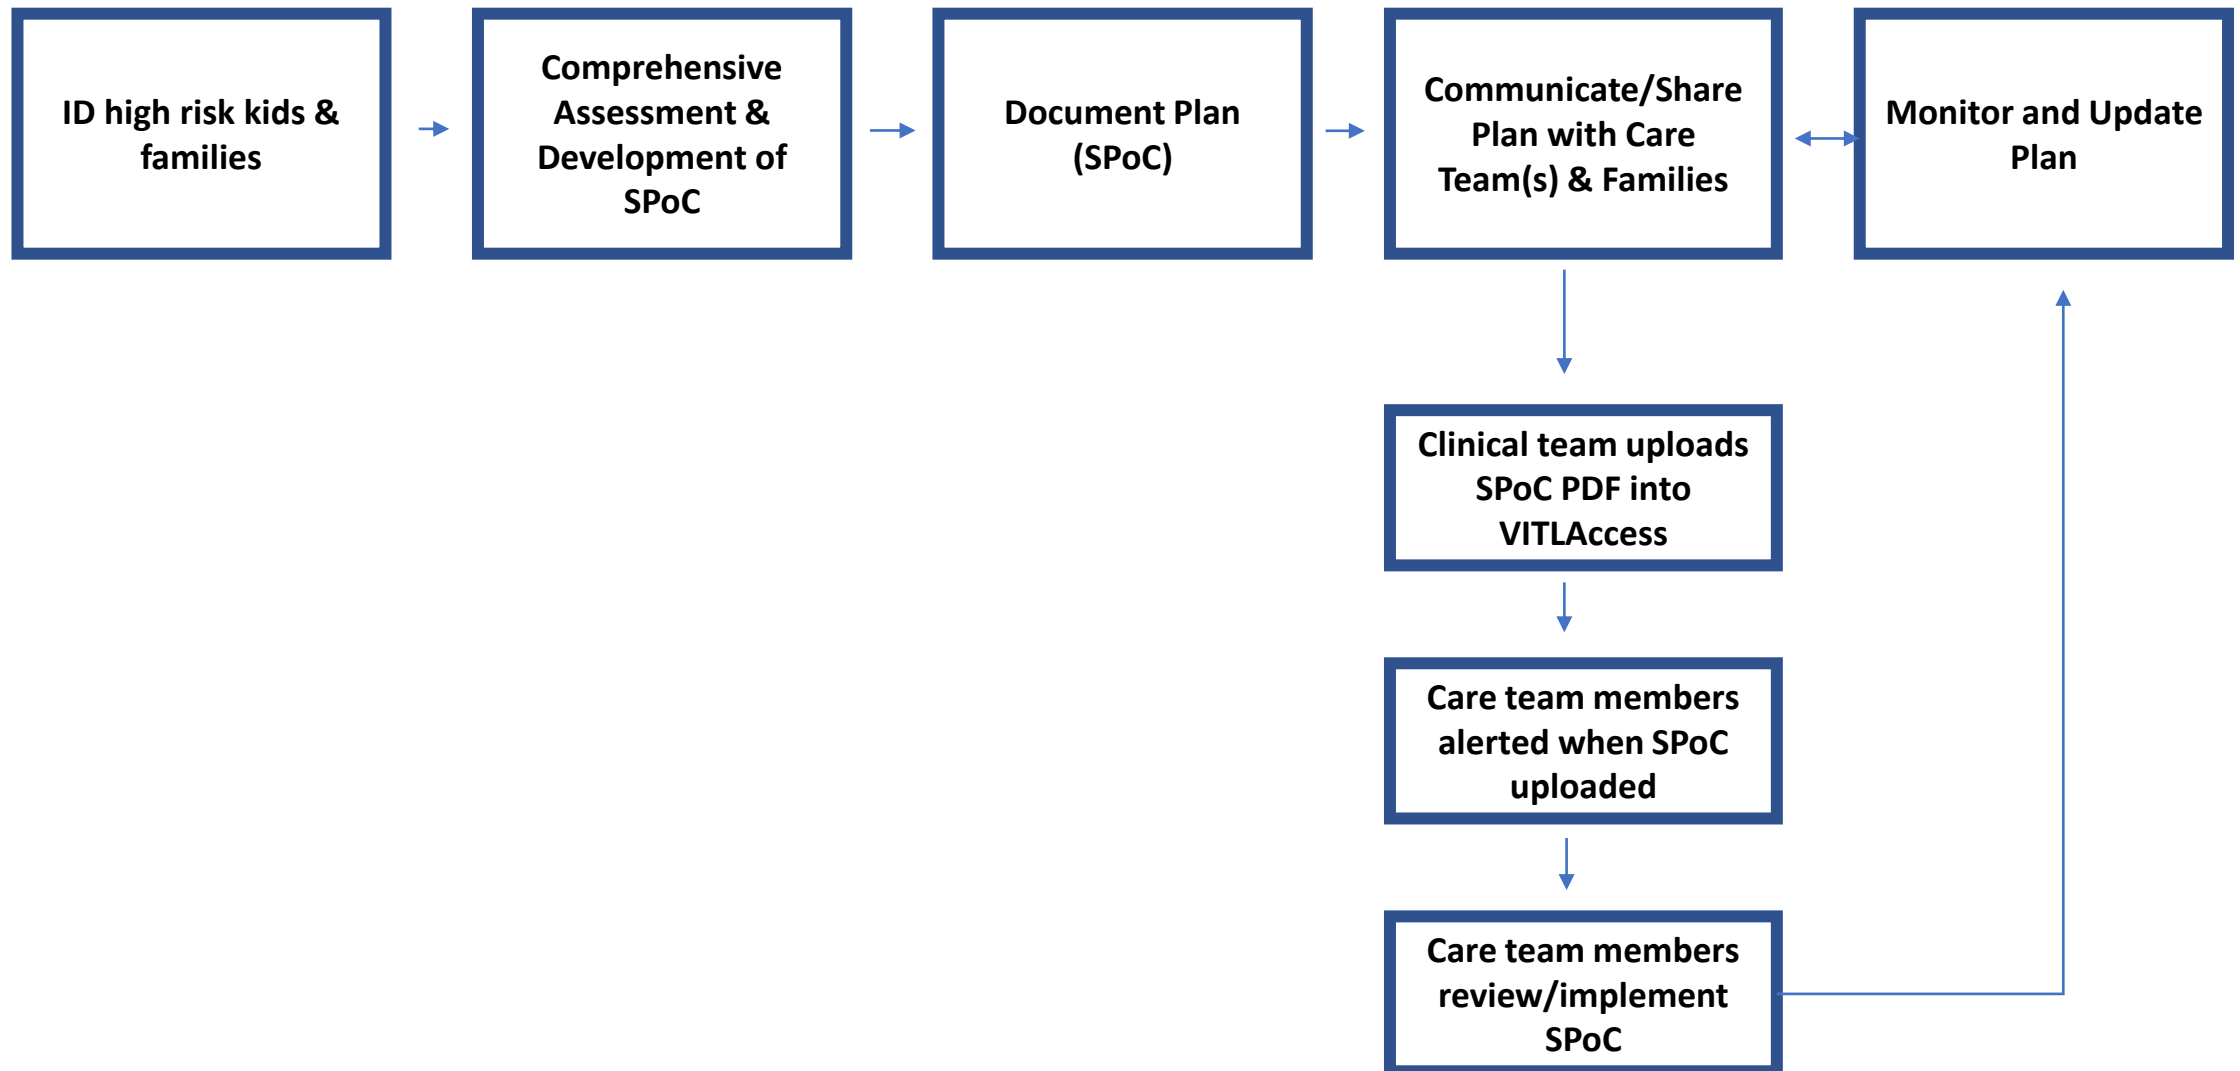 ID high risk kids &
families
Comprehensive
Assessment &
Development of
SPoC
Document Plan
(SPoC)
Communicate/Share
Plan with Care
Team(s) & Families
Monitor and Update
Plan
Clinical team uploads
SPoC PDF into
VITLAccess
Care team members
alerted when SPoC
uploaded
Care team members
review/implement
SPoC